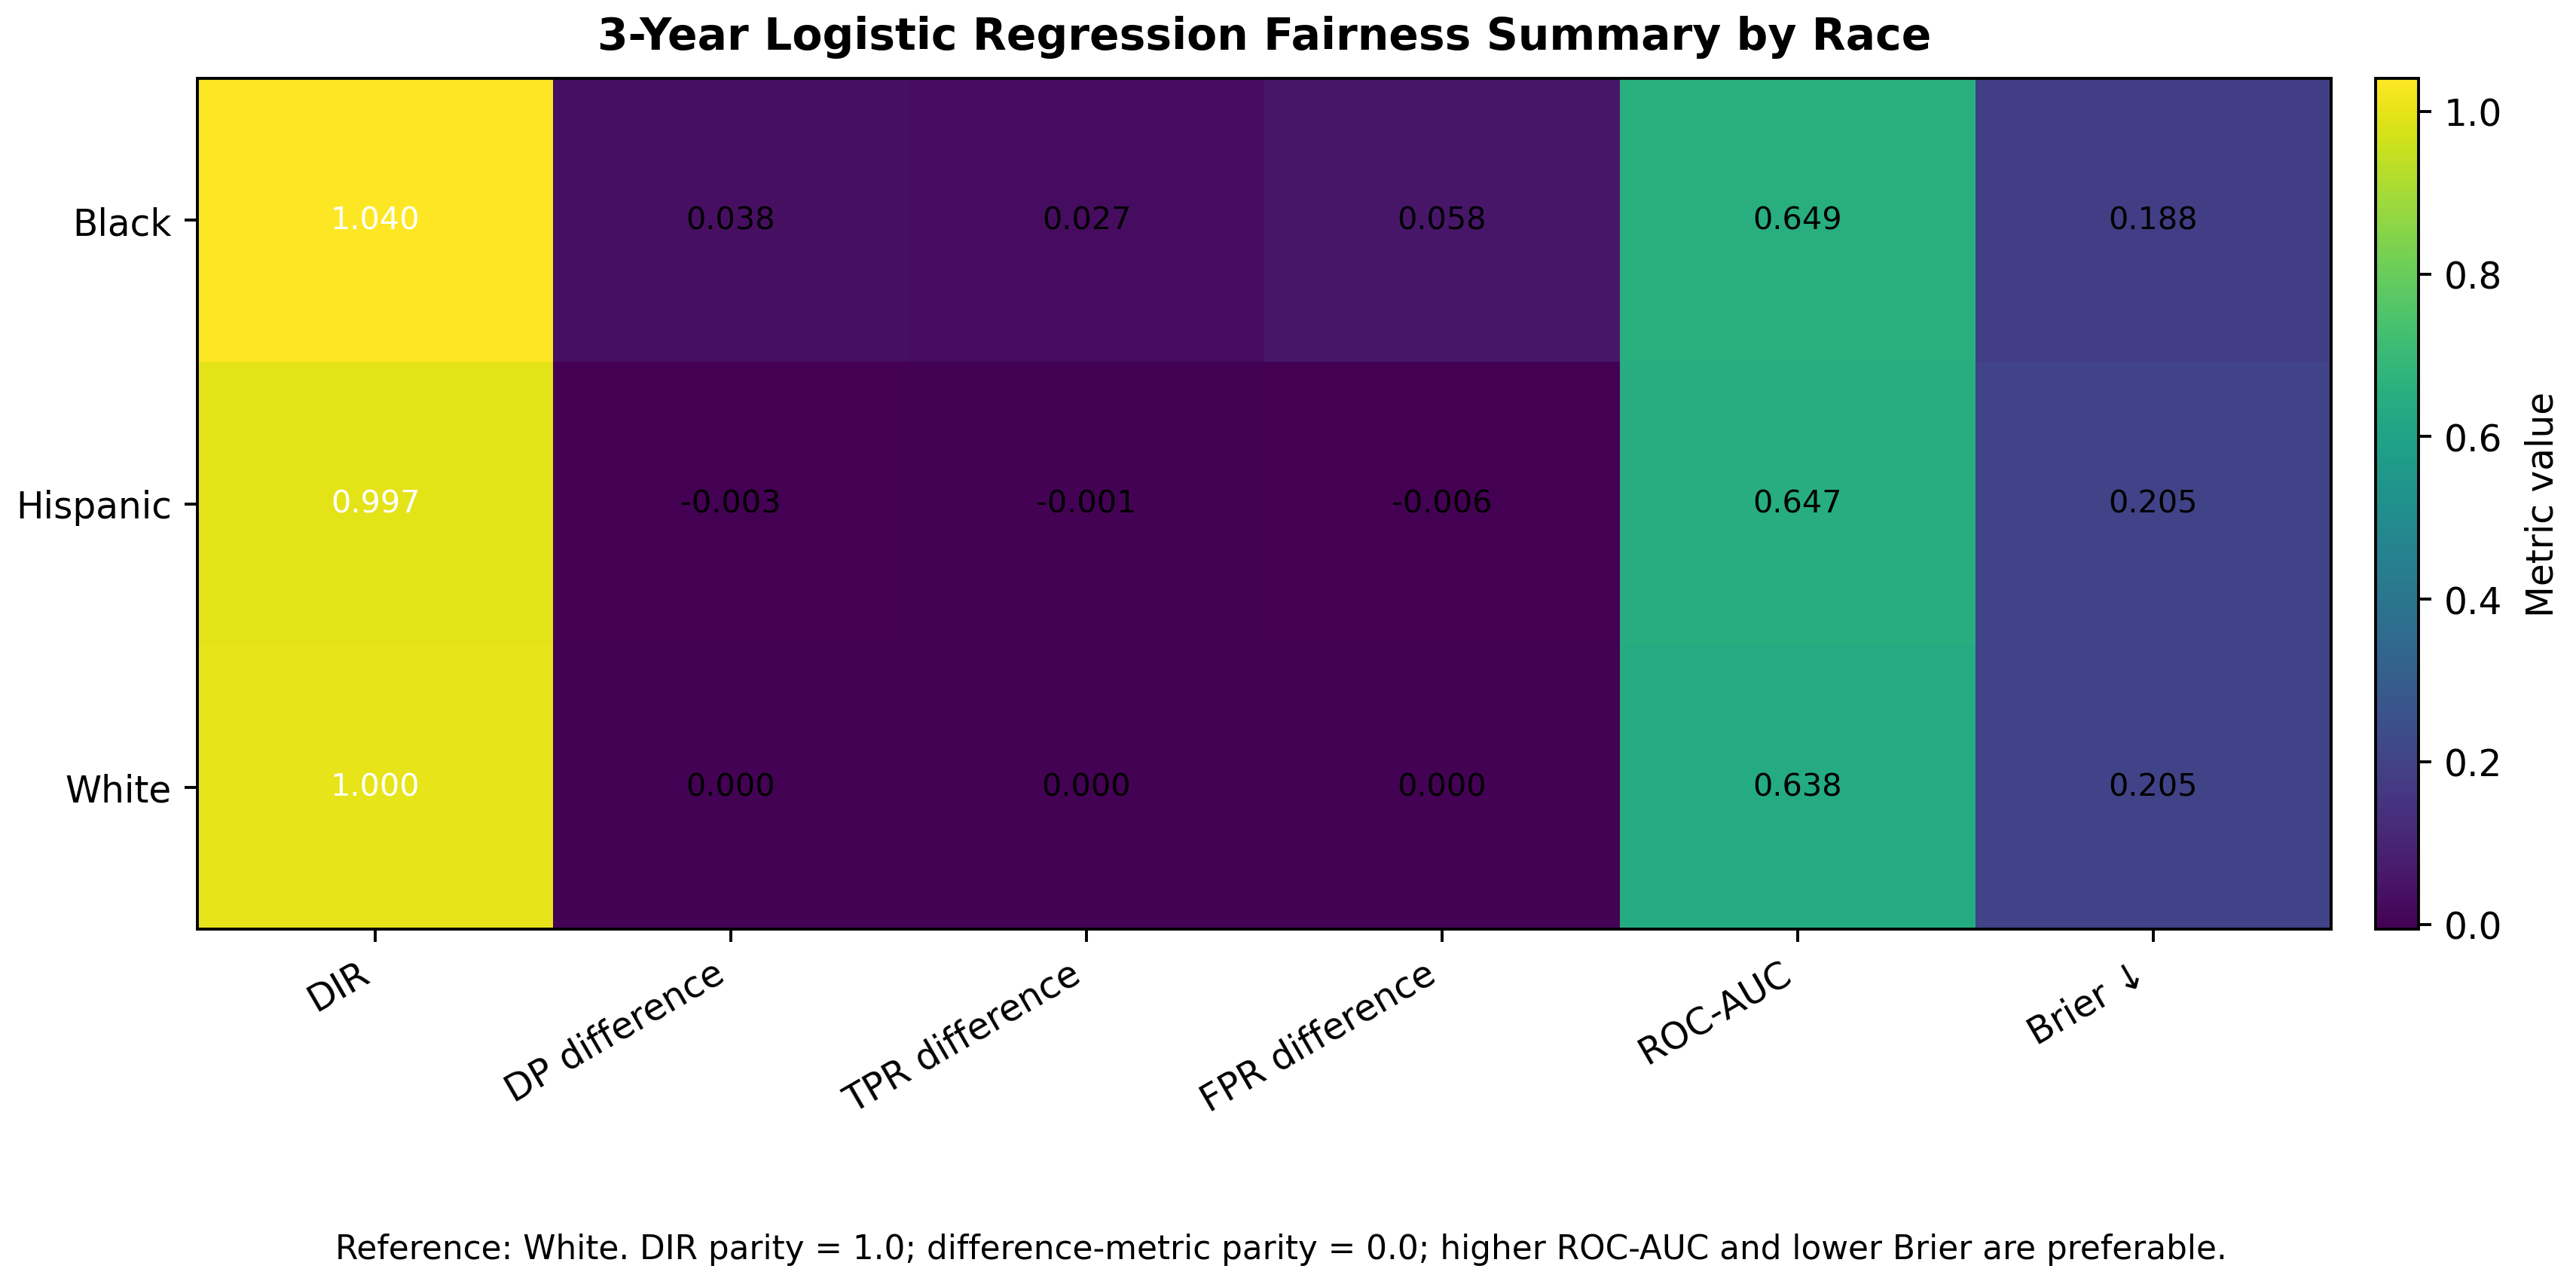 3-Year Logistic Regression Fairness Summary by Race
Black 1.040 0.038 0.027 0.058 0.649 0.188
Hispanic 0.997 -0.003 -0.001 -0.006 0.647 0.205
White 1.000 0.000 0.000 0.000 0.638 0.205
DIR
DP difference
TPR difference
FPR difference
ROC-AUC
Brier ↓
1.0
0.8
0.6
0.4
0.2
0.0
Metric value
Reference: White. DIR parity = 1.0; difference-metric parity = 0.0; higher ROC-AUC and lower Brier are preferable.